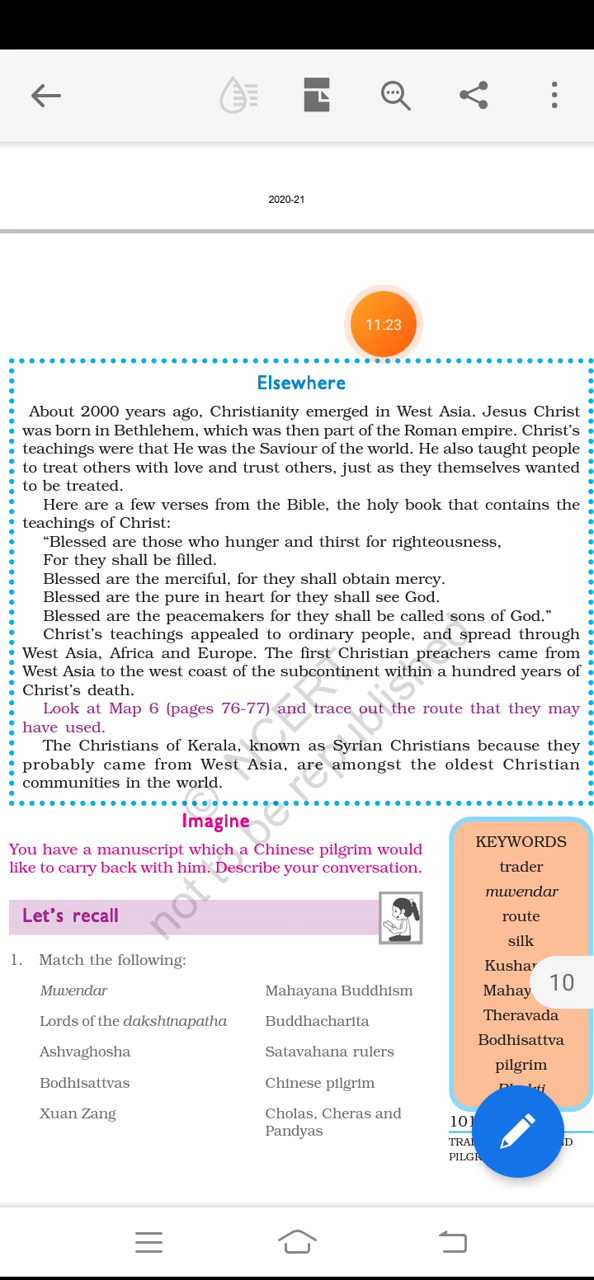 2020-21
11:23
Elsewhere
About 2000 years ago, Christianity emerged in West Asia. Jesus Christ
was born in Bethlehem, which was then part of the Roman empire. Christ's
teachings were that He was the Saviour of the world. He also taught people
to treat others with love and trust others, just as they themselves wanted
to be treated.
Here are a few verses from the Bible, the holy book that contains the
teachings of Christ:
“Blessed are those who hunger and thirst for righteousness,
For they shall be filled.
Blessed are the merciful, for they shall obtain mercy.
Blessed are the pure in heart for they shall see God.
Blessed are the peacemakers for they shall be called sons of God.”
Christ's teachings appealed to ordinary people, and spread through
West Asia, Africa and Europe. The first Christian preachers came from
West Asia to the west coast of the subcontinent within a hundred years of
Christ's death.
Look at Map 6 (pages 76-77) and trace out the route that they may
have used.
The Christians of Kerala, known as Syrian Christians because they
probably came from West Asia, are amongst the oldest Christian
communities in the world.
© NCERT
not to be republished
Imagine
You have a manuscript which a Chinese pilgrim would
like to carry back with him. Describe your conversation.
Let's recall
1. Match the following:
Muvendar Mahayana Buddhism
Lords of the dakshinapatha Buddhacharita
Ashvaghosha Satavahana rulers
Bodhisattvas Chinese pilgrim
Xuan Zang Cholas, Cheras and
Pandyas
KEYWORDS
trader
muvendar
route
silk
Kusha
Mahay
Theravada
Bodhisattva
pilgrim
10
101
TRA
PILGR